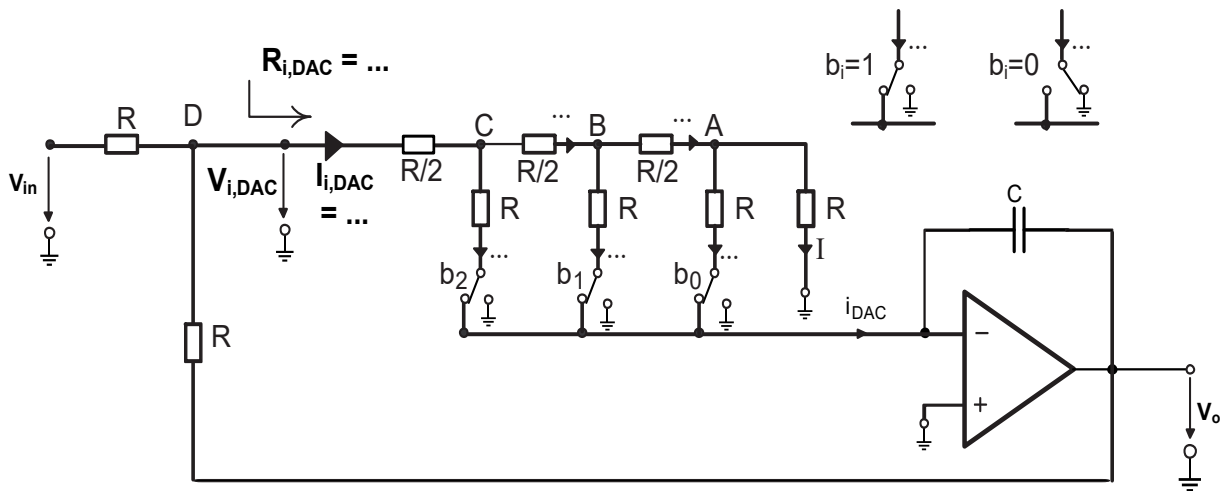 R_i,DAC = ...
b_i=1
...
b_i=0
...
R
D
C
...
B
...
A
V_in
V_i,DAC
I_i,DAC
= ...
R/2
R/2
R/2
R
R
R
R
...
...
...
I
b_2
b_1
b_0
C
i_DAC
−
+
R
V_o